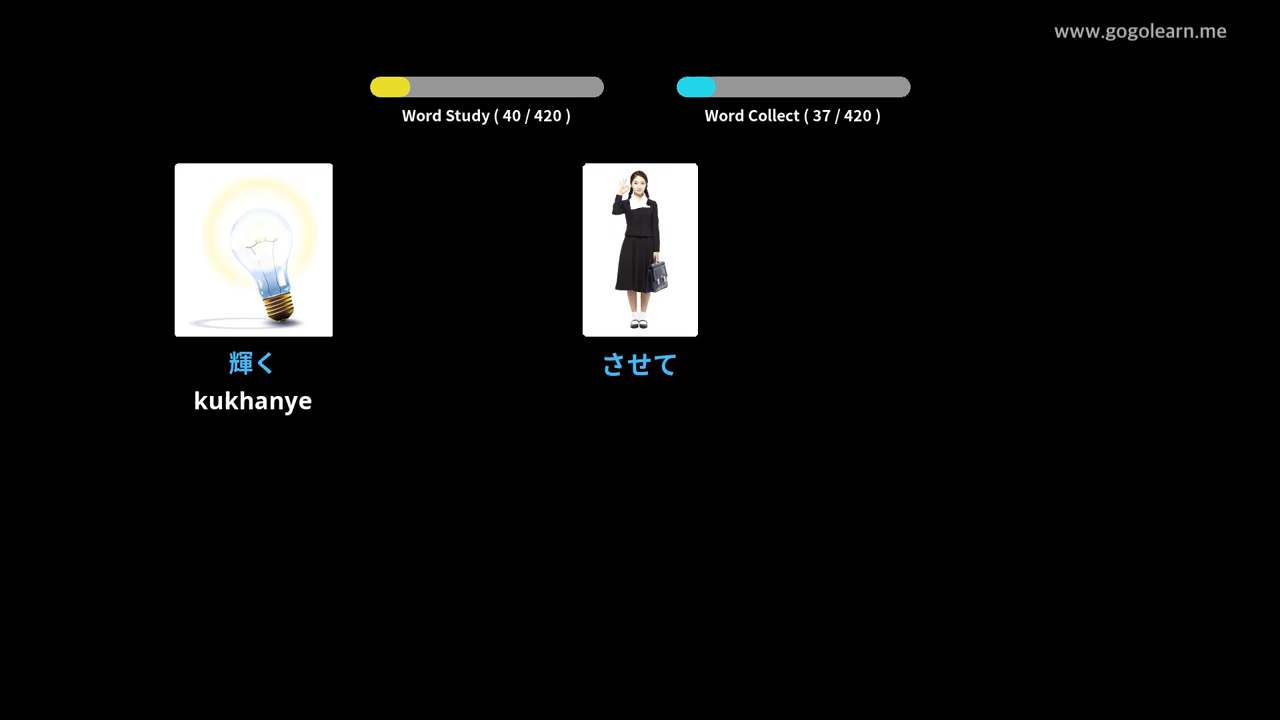 www.gogolearn.me
Word Study ( 40 / 420 )
Word Collect ( 37 / 420 )
輝く
kukhanye
させて